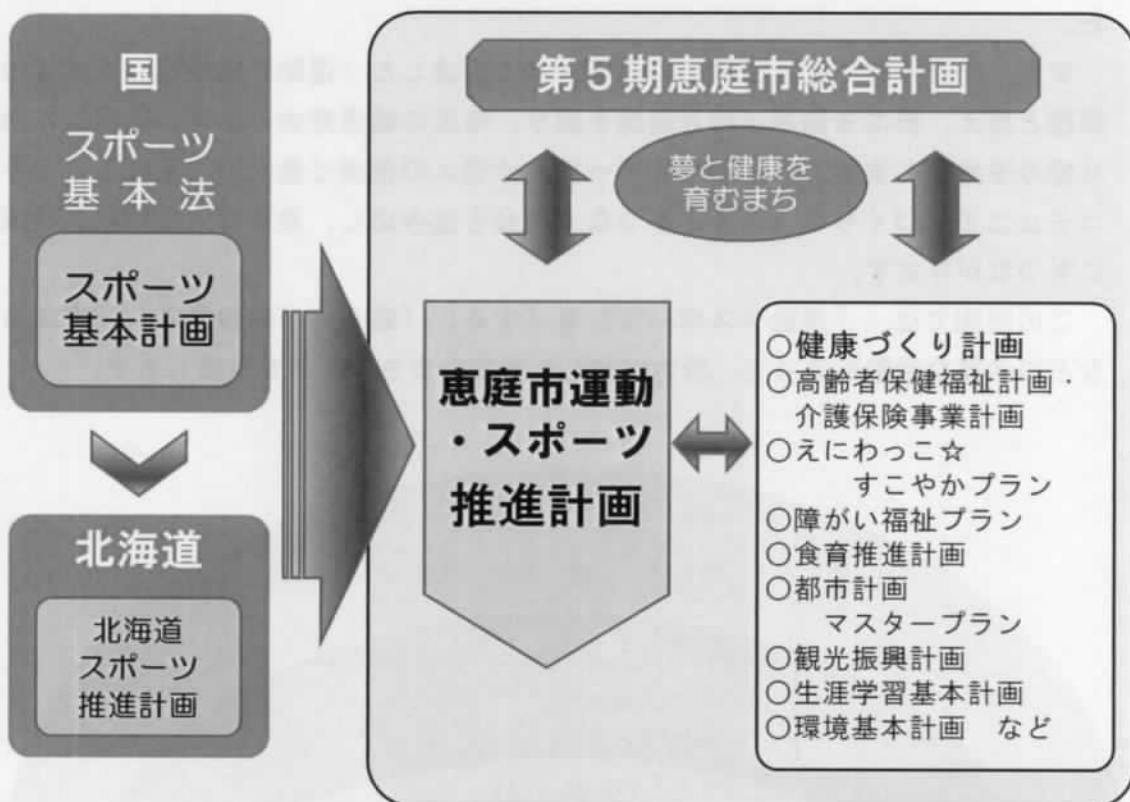 国
スポーツ
基本法
スポーツ
基本計画
北海道
北海道
スポーツ
推進計画
第5期恵庭市総合計画
夢と健康を
育むまち
恵庭市運動
・スポーツ
推進計画
○健康づくり計画
○高齢者保健福祉計画・
介護保険事業計画
○えにわっこ☆
すこやかプラン
○障がい福祉プラン
○食育推進計画
○都市計画
マスタープラン
○観光振興計画
○生涯学習基本計画
○環境基本計画　など